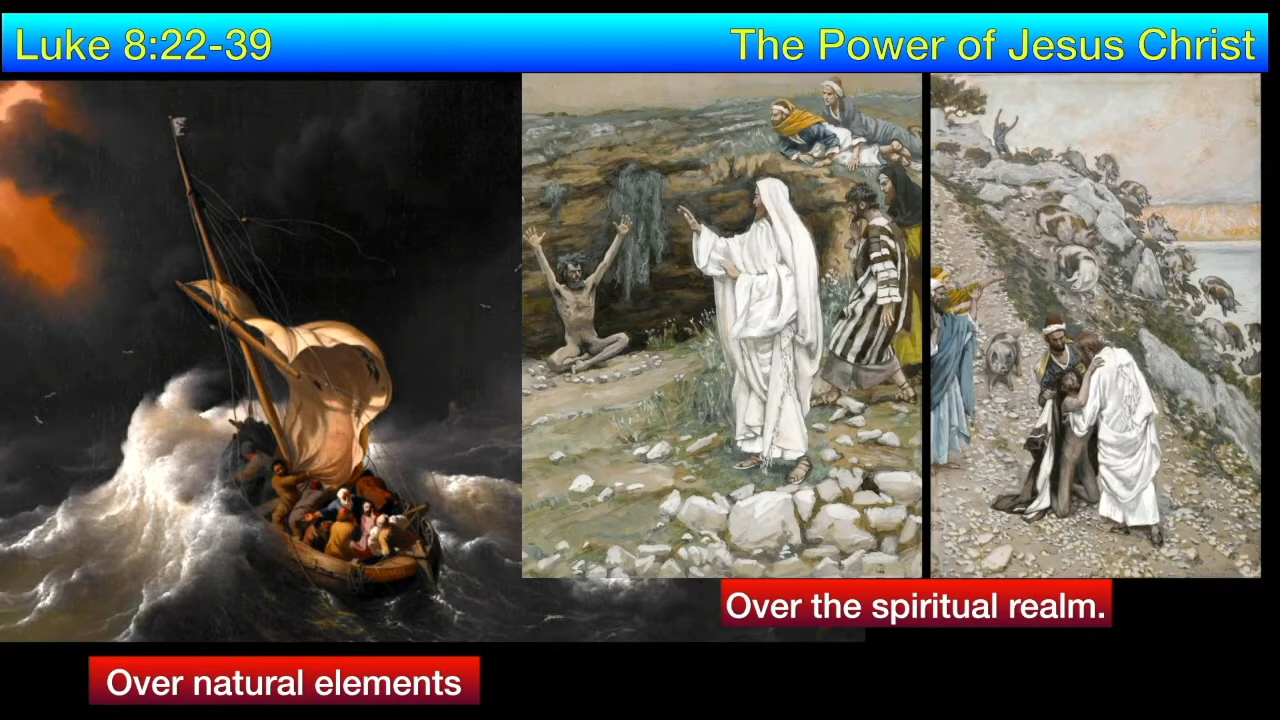 Luke 8:22-39
The Power of Jesus Christ
Over the spiritual realm.
Over natural elements